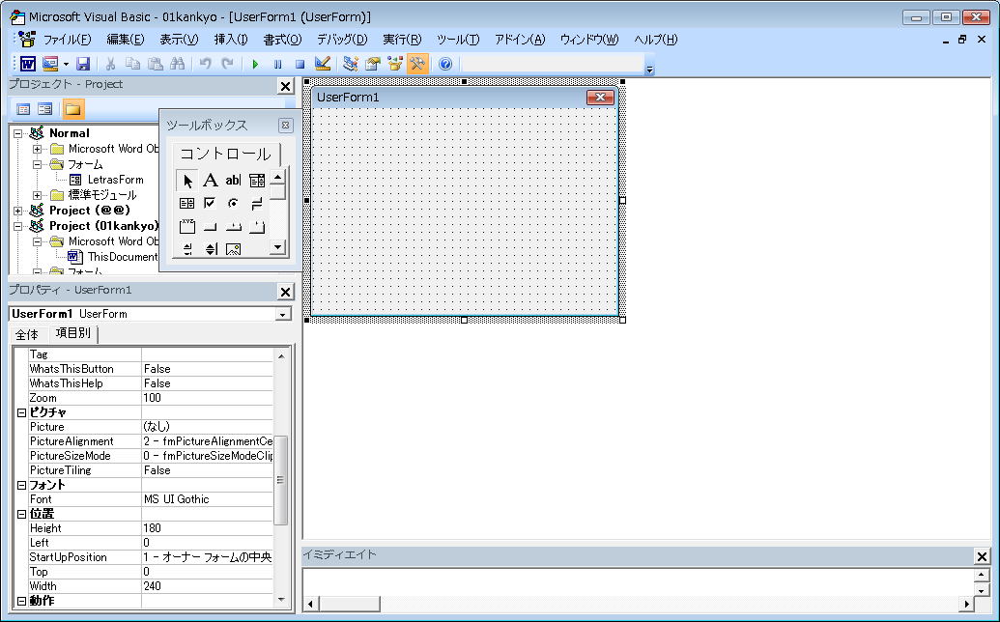 Microsoft Visual Basic - 01kankyo - [UserForm1 (UserForm)]
ファイル(F) 編集(E) 表示(V) 挿入(I) 書式(O) デバッグ(D) 実行(R) ツール(T) アドイン(A) ウィンドウ(W) ヘルプ(H)
プロジェクト - Project
Normal
Microsoft Word Ob
フォーム
LetrasForm
標準モジュール
Project (@@)
Project (01kankyo)
Microsoft Word Ob
ThisDocument
フォーム
ツールボックス
コントロール
A ab
XYZ
UserForm1
プロパティ - UserForm1
UserForm1 UserForm
全体 項目別
Tag
WhatsThisButton False
WhatsThisHelp False
Zoom 100
ピクチャ
Picture (なし)
PictureAlignment 2 - fmPictureAlignmentCe
PictureSizeMode 0 - fmPictureSizeModeClip
PictureTiling False
フォント
Font MS UI Gothic
位置
Height 180
Left 0
StartUpPosition 1 - オーナー フォームの中央
Top 0
Width 240
動作
イミディエイト